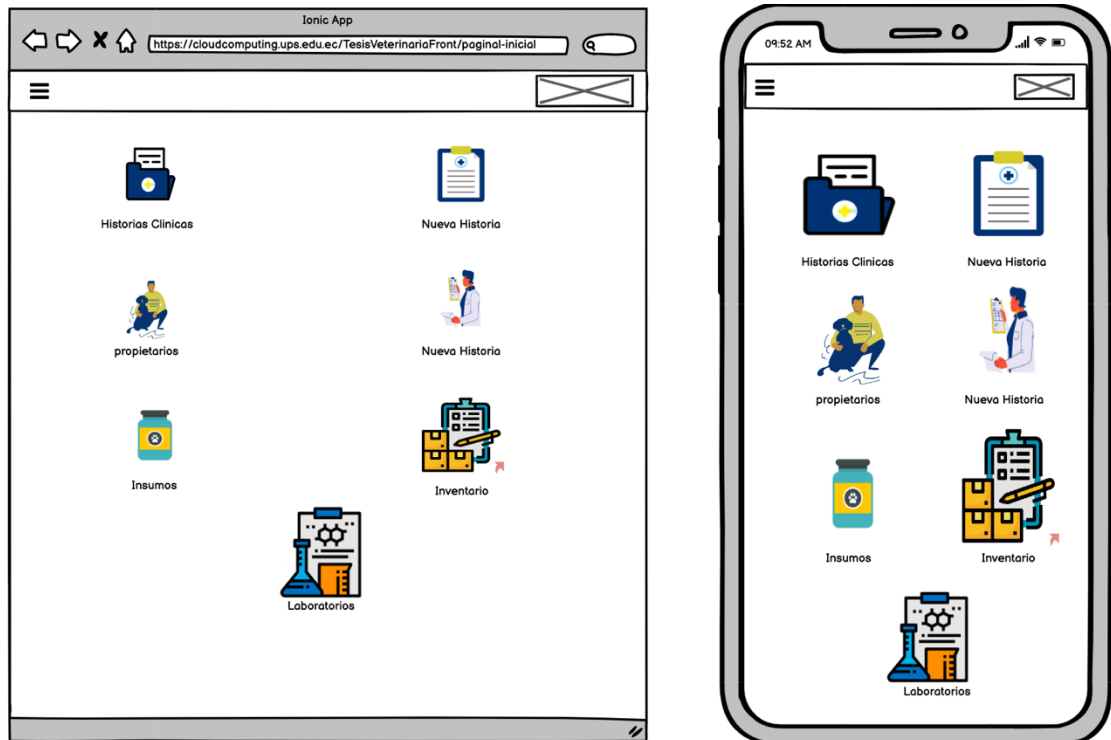 Ionic App
https://cloudcomputing.ups.edu.ec/TesisVeterinariaFront/paginal-inicial
Historias Clinicas
Nueva Historia
propietarios
Nueva Historia
Insumos
Inventario
Laboratorios
09:52 AM
Historias Clinicas
Nueva Historia
propietarios
Nueva Historia
Insumos
Inventario
Laboratorios